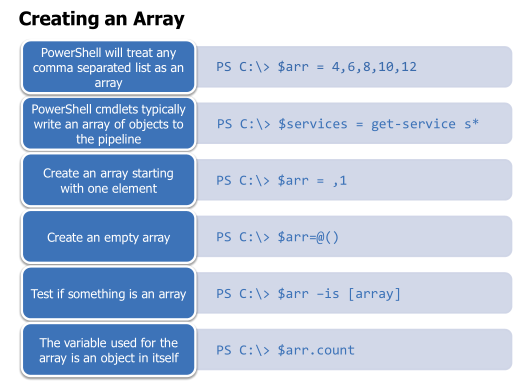 Creating an Array
PowerShell will treat any
comma separated list as an
array
PS C:\> $arr = 4,6,8,10,12
PowerShell cmdlets typically
write an array of objects to
the pipeline
PS C:\> $services = get-service s*
Create an array starting
with one element
PS C:\> $arr = ,1
Create an empty array
PS C:\> $arr=@()
Test if something is an array
PS C:\> $arr –is [array]
The variable used for the
array is an object in itself
PS C:\> $arr.count